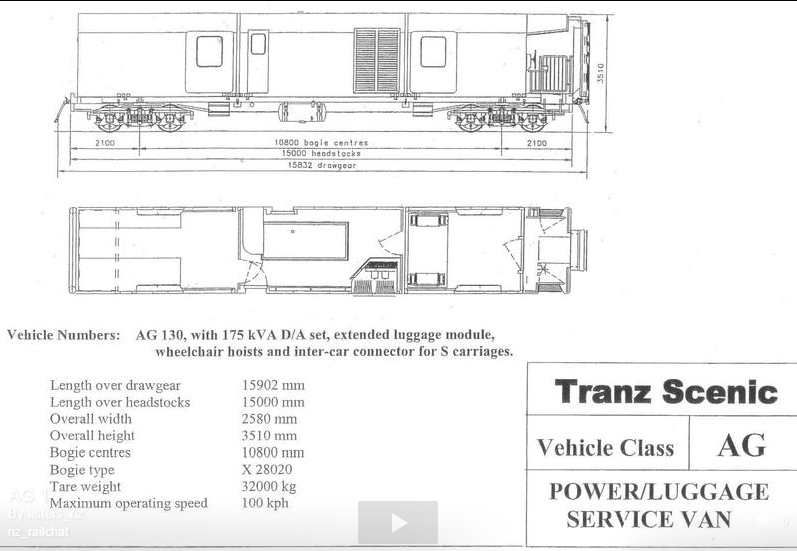 3510
2100
10800 bogie centres
2100
15000 headstocks
15832 drawgear
Vehicle Numbers: AG 130, with 175 kVA D/A set, extended luggage module,
wheelchair hoists and inter-car connector for S carriages.
Length over drawgear 15902 mm
Length over headstocks 15000 mm
Overall width 2580 mm
Overall height 3510 mm
Bogie centres 10800 mm
Bogie type X 28020
Tare weight 32000 kg
Maximum operating speed 100 kph
Tranz Scenic
Vehicle Class AG
POWER/LUGGAGE
SERVICE VAN
AG
nz_railchat
0